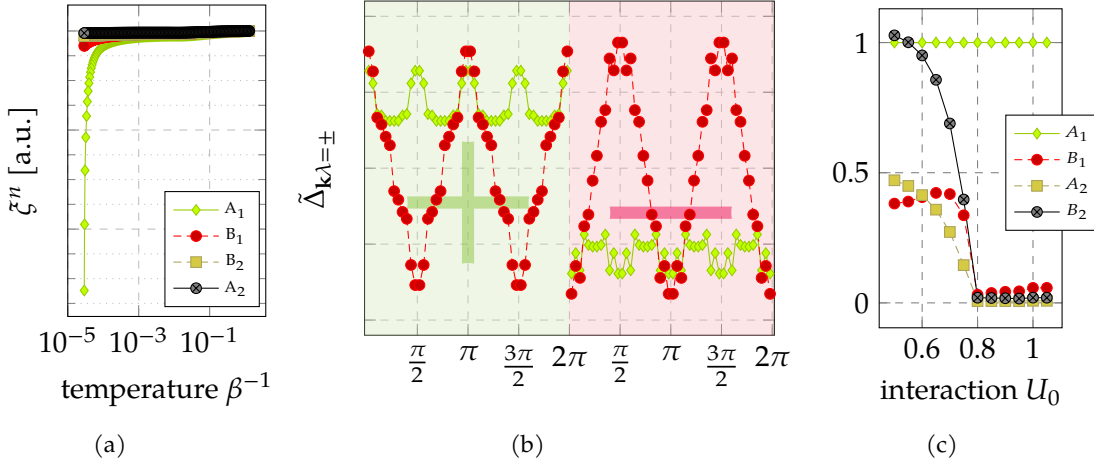 ξⁿ [a.u.]
A₁
B₁
B₂
A₂
10⁻⁵ 10⁻³ 10⁻¹
temperature β⁻¹
(a)
Δ̃ₖλ₌±
π/2 π 3π/2 2π π/2 π 3π/2 2π
(b)
1
0.5
0
A₁
B₁
A₂
B₂
0.6 0.8 1
interaction U₀
(c)